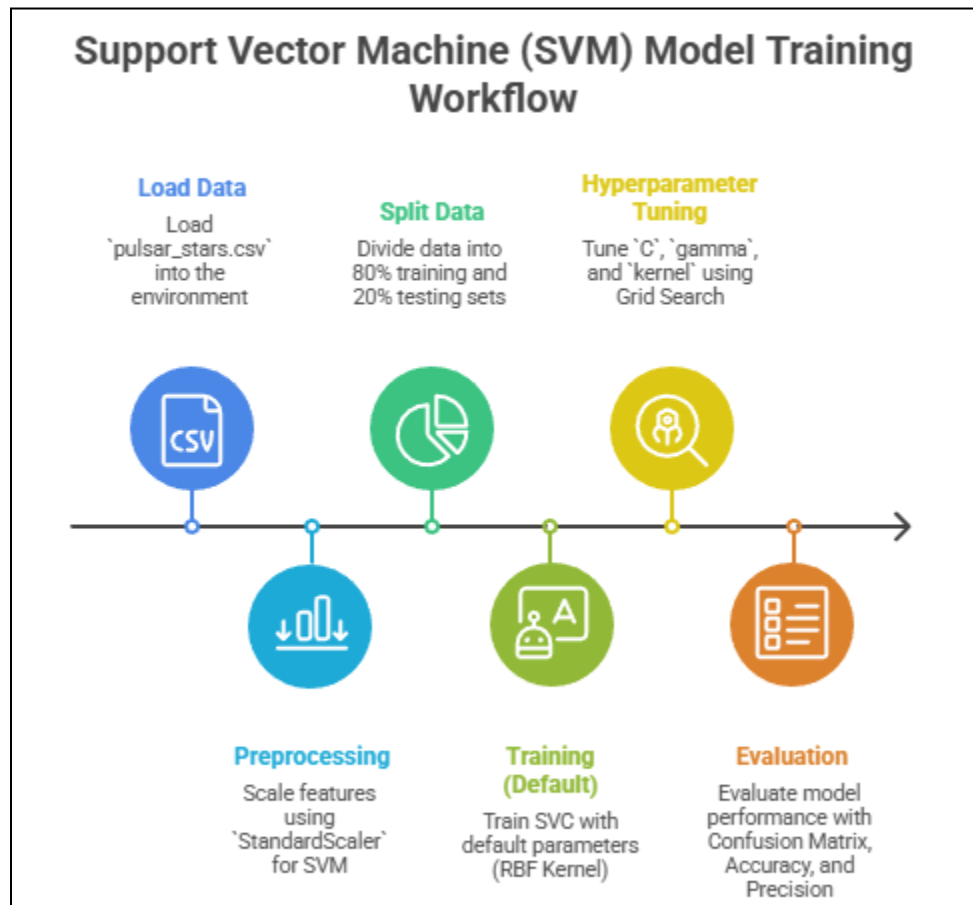 Support Vector Machine (SVM) Model Training
Workflow
Load Data
Load
`pulsar_stars.csv`
into the
environment
Split Data
Divide data into
80% training and
20% testing sets
Hyperparameter
Tuning
Tune `C`, `gamma`,
and `kernel` using
Grid Search
CSV
A
Preprocessing
Scale features
using
`StandardScaler`
for SVM
Training
(Default)
Train SVC with
default parameters
(RBF Kernel)
Evaluation
Evaluate model
performance with
Confusion Matrix,
Accuracy, and
Precision